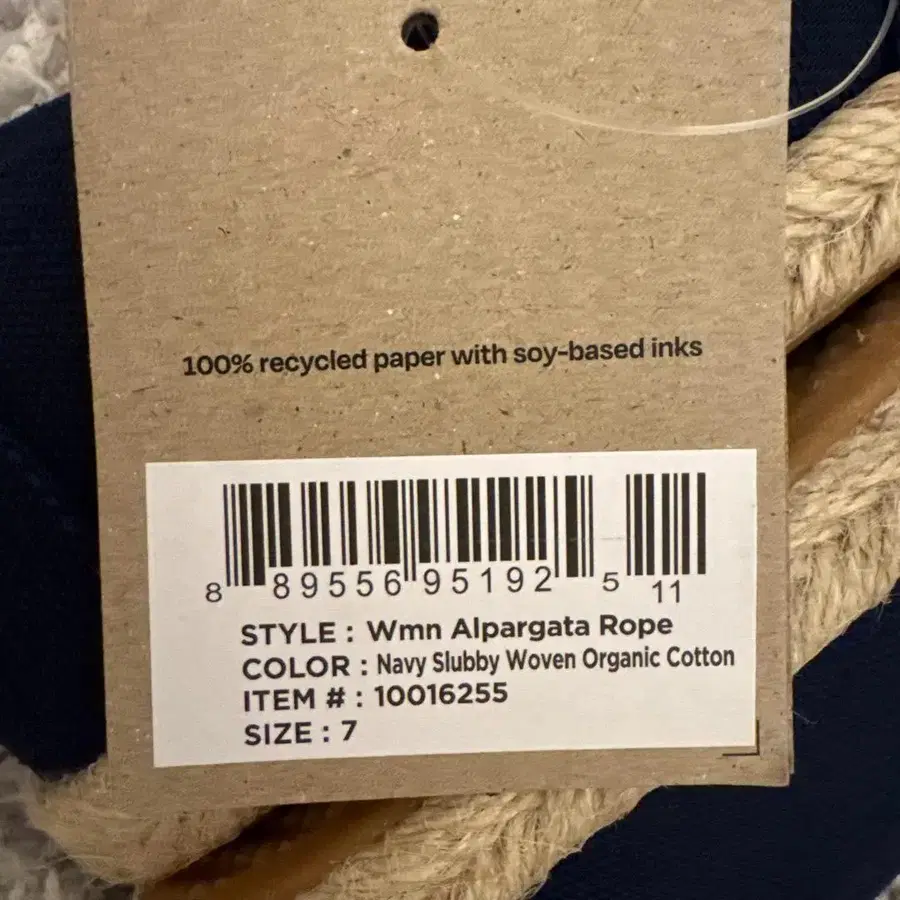 100% recycled paper with soy-based inks
8 89556 95192 5 11
STYLE : Wmn Alpargata Rope
COLOR : Navy Slubby Woven Organic Cotton
ITEM # : 10016255
SIZE : 7